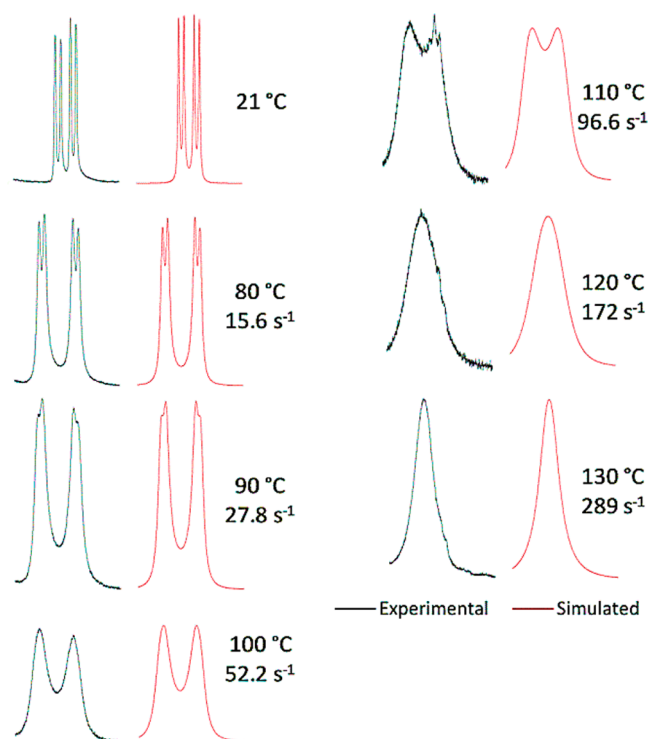 21 °C
80 °C
15.6 s⁻¹
90 °C
27.8 s⁻¹
100 °C
52.2 s⁻¹
110 °C
96.6 s⁻¹
120 °C
172 s⁻¹
130 °C
289 s⁻¹
Experimental Simulated